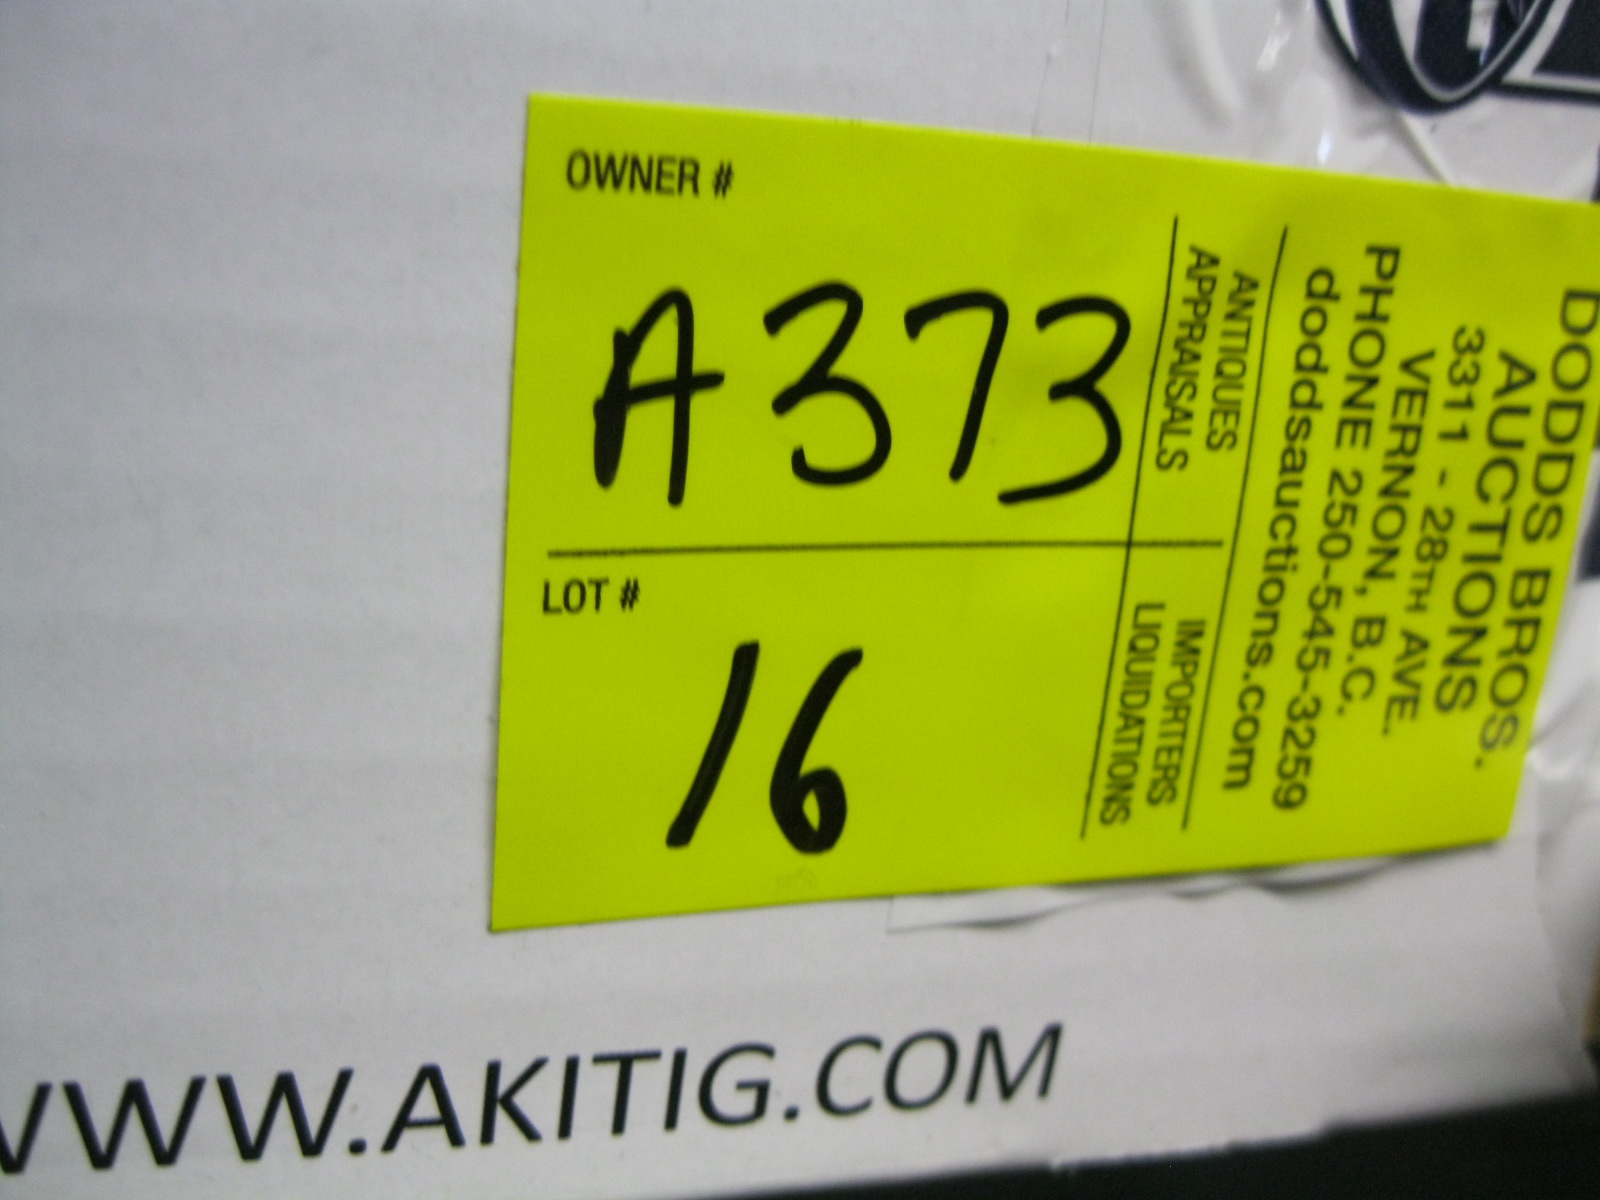 OWNER #
A373
LOT #
16
ANTIQUES
APPRAISALS
IMPORTERS
LIQUIDATIONS
DODDS BROS.
AUCTIONS
3311 - 28TH AVE.
VERNON, B.C.
PHONE 250-545-3259
doddsauctions.com
WWW.AKITIG.COM